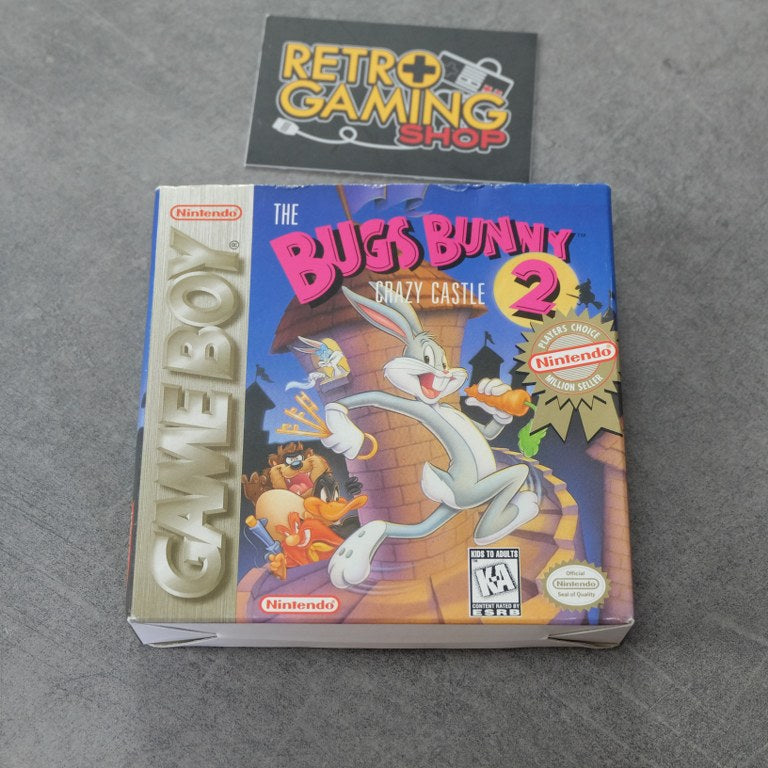 RETRO
GAMING
SHOP
Nintendo®
GAME BOY®
THE
BUGS BUNNY™
CRAZY CASTLE 2
PLAYERS CHOICE
Nintendo®
MILLION SELLER
KIDS TO ADULTS
K-A
CONTENT RATED BY
ESRB
Official
Nintendo
Seal of Quality
Nintendo®